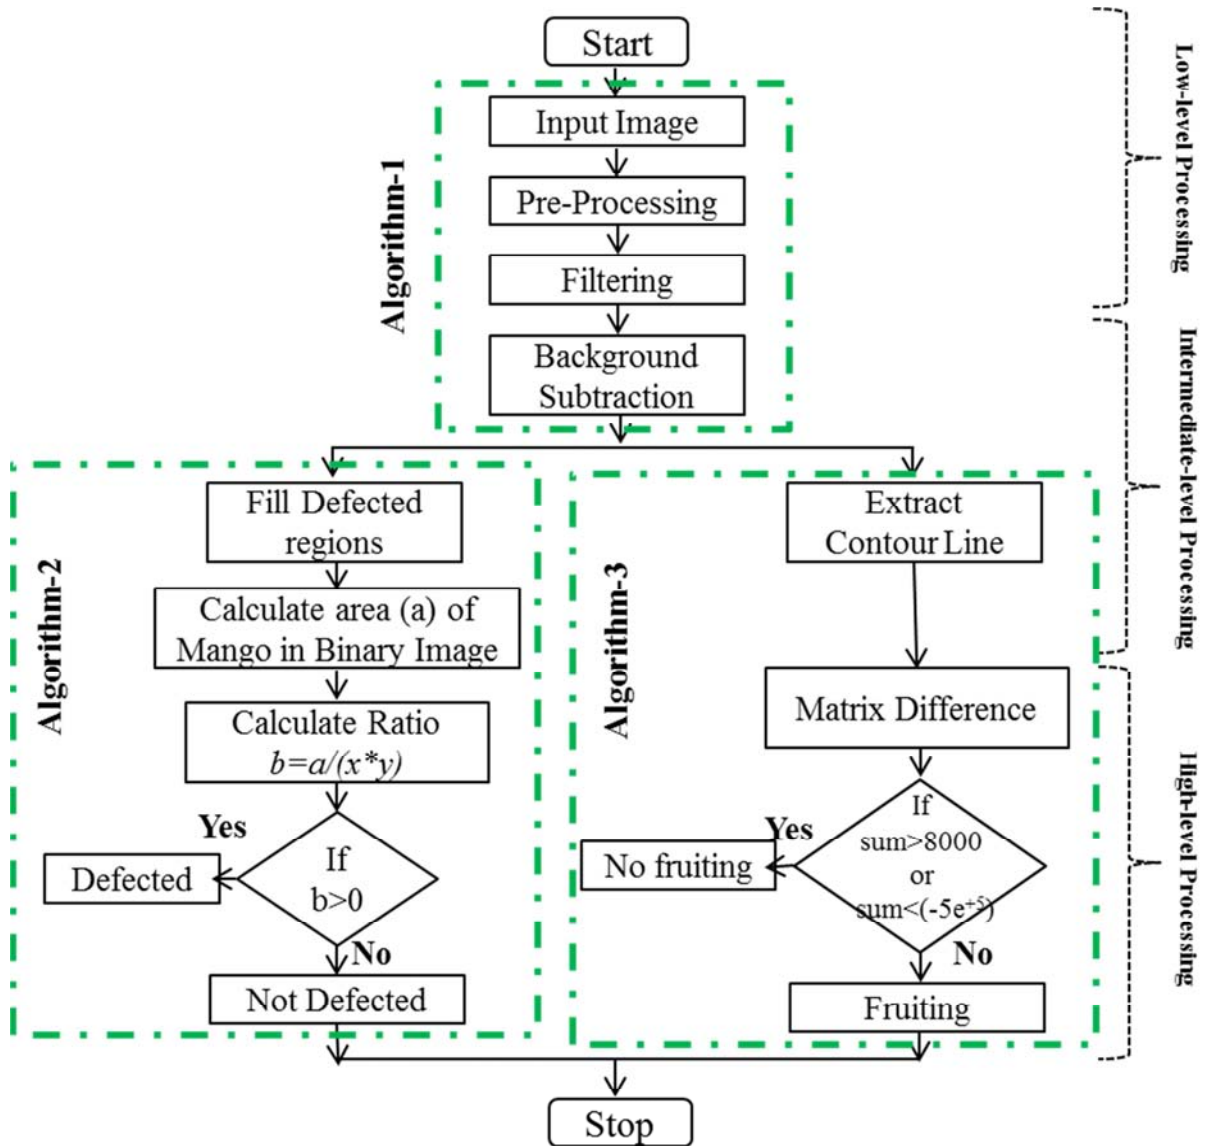 Start
Input Image
Pre-Processing
Filtering
Background
Subtraction
Algorithm-1
Fill Defected
regions
Calculate area (a) of
Mango in Binary Image
Calculate Ratio
b=a/(x*y)
If
b>0
Yes
Defected
No
Not Defected
Algorithm-2
Extract
Contour Line
Matrix Difference
If
sum>8000
or
sum<(-5e+5)
Yes
No fruiting
No
Fruiting
Algorithm-3
Stop
Low-level Processing
Intermediate-level Processing
High-level Processing